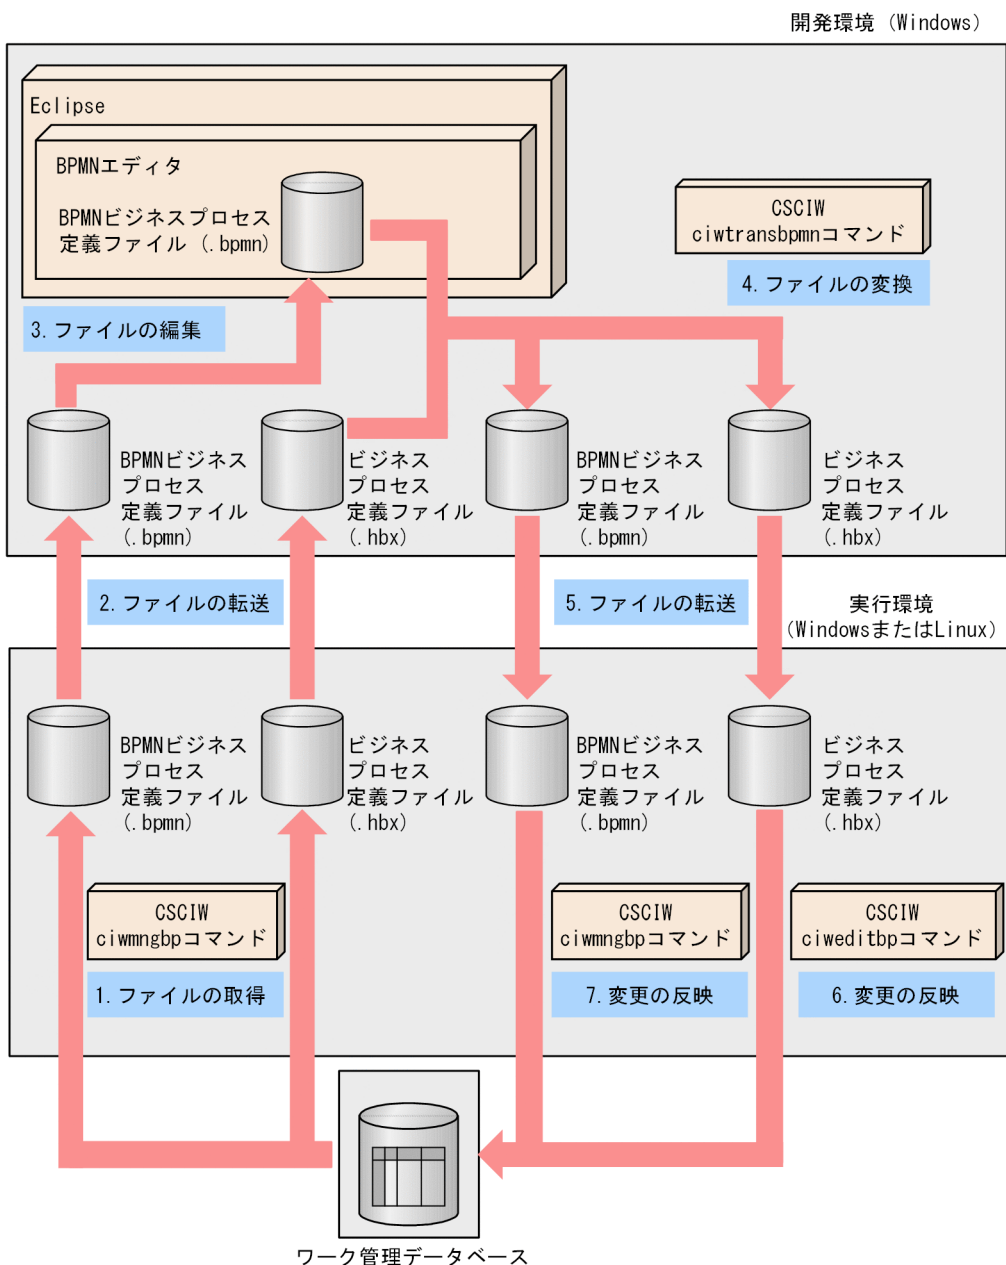 開発環境（Windows）
Eclipse
BPMNエディタ
BPMNビジネスプロセス
定義ファイル（.bpmn）
CSCIW
ciwtransbpmnコマンド
4.ファイルの変換
3.ファイルの編集
BPMNビジネス
プロセス
定義ファイル
（.bpmn）
ビジネス
プロセス
定義ファイル
（.hbx）
BPMNビジネス
プロセス
定義ファイル
（.bpmn）
ビジネス
プロセス
定義ファイル
（.hbx）
2.ファイルの転送
5.ファイルの転送
実行環境
（WindowsまたはLinux）
BPMNビジネス
プロセス
定義ファイル
（.bpmn）
ビジネス
プロセス
定義ファイル
（.hbx）
BPMNビジネス
プロセス
定義ファイル
（.bpmn）
ビジネス
プロセス
定義ファイル
（.hbx）
CSCIW
ciwmngbpコマンド
1.ファイルの取得
CSCIW
ciwmngbpコマンド
7.変更の反映
CSCIW
ciweditbpコマンド
6.変更の反映
ワーク管理データベース